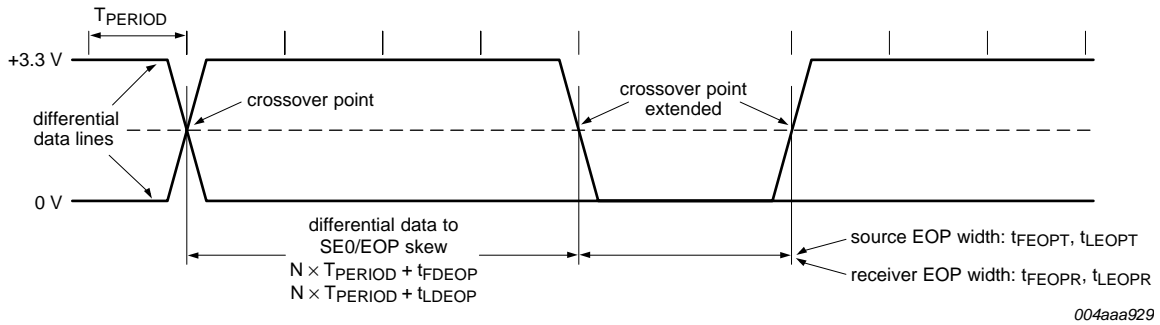 TPERIOD
+3.3 V
crossover point
crossover point
extended
differential
data lines
0 V
differential data to
SE0/EOP skew
N × TPERIOD + tFDEOP
N × TPERIOD + tLDEOP
source EOP width: tFEOPT, tLEOPT
receiver EOP width: tFEOPR, tLEOPR
004aaa929